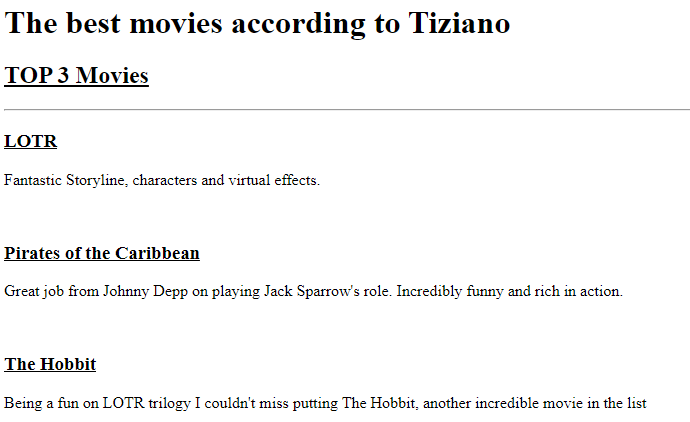 The best movies according to Tiziano
TOP 3 Movies
LOTR
Fantastic Storyline, characters and virtual effects.
Pirates of the Caribbean
Great job from Johnny Depp on playing Jack Sparrow's role. Incredibly funny and rich in action.
The Hobbit
Being a fun on LOTR trilogy I couldn't miss putting The Hobbit, another incredible movie in the list